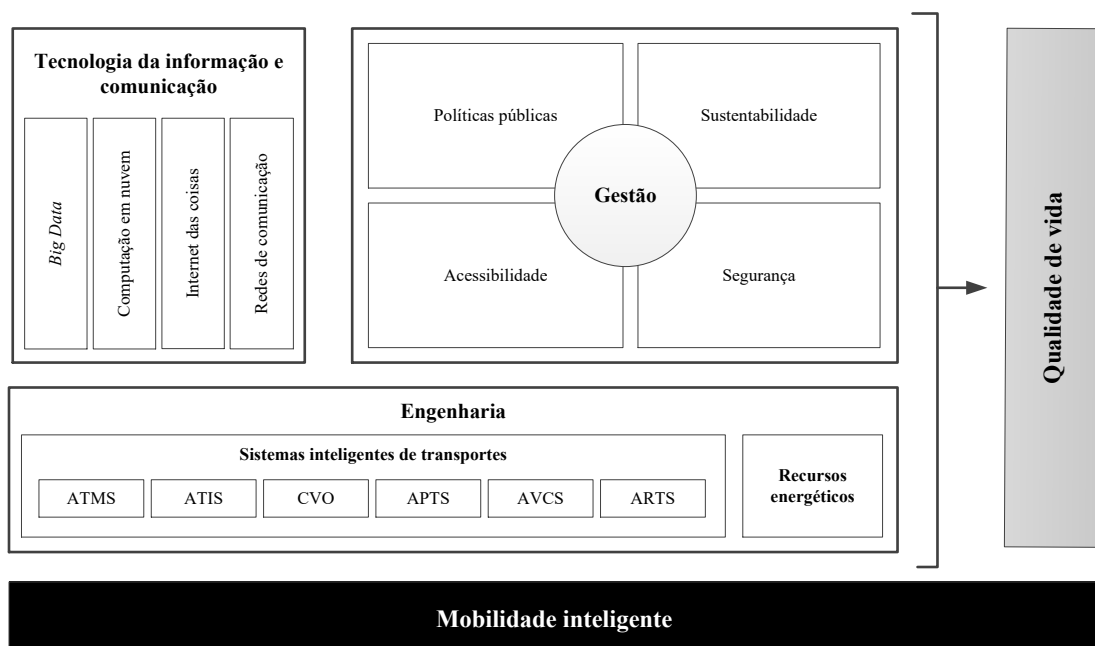 Tecnologia da informação e
comunicação
Big Data
Computação em nuvem
Internet das coisas
Redes de comunicação
Políticas públicas
Sustentabilidade
Gestão
Acessibilidade
Segurança
Engenharia
Sistemas inteligentes de transportes
ATMS
ATIS
CVO
APTS
AVCS
ARTS
Recursos
energéticos
Qualidade de vida
Mobilidade inteligente